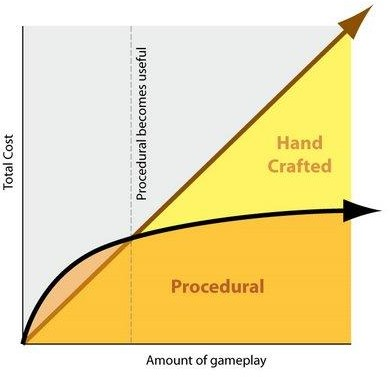 Total Cost
Procedural becomes useful
Hand
Crafted
Procedural
Amount of gameplay